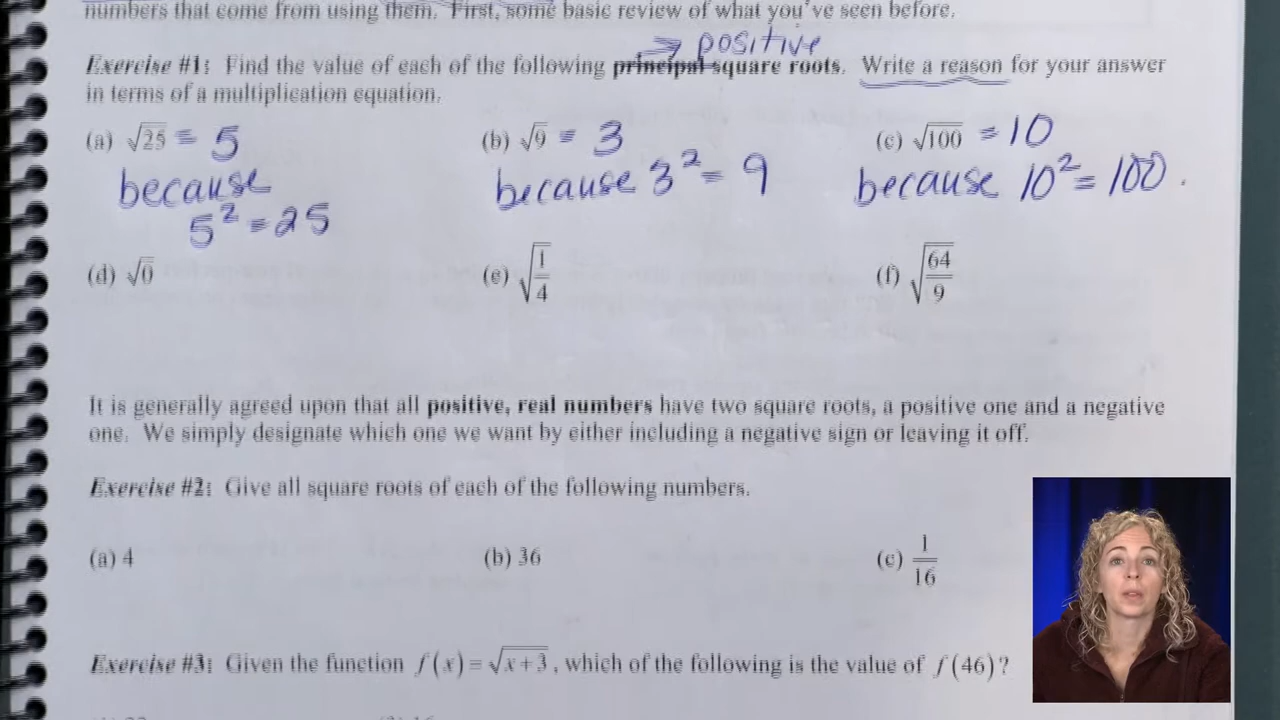 numbers that come from using them. First, some basic review of what you've seen before.
→ positive
Exercise #1: Find the value of each of the following principal square roots. Write a reason for your answer
in terms of a multiplication equation.
(a) √25 = 5 (b) √9 = 3 (c) √100 = 10
because because 3² = 9 because 10² = 100.
5² = 25
(d) √0 (e) √(1/4) (f) √(64/9)
It is generally agreed upon that all positive, real numbers have two square roots, a positive one and a negative
one. We simply designate which one we want by either including a negative sign or leaving it off.
Exercise #2: Give all square roots of each of the following numbers.
(a) 4 (b) 36 (c) 1/16
Exercise #3: Given the function f(x) = √(x+3), which of the following is the value of f(46)?